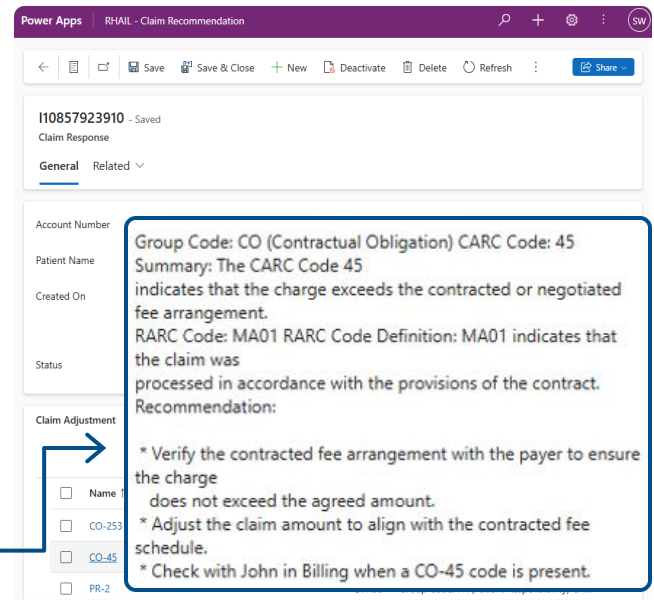 Power Apps RHAIL - Claim Recommendation SW
Save Save & Close New Deactivate Delete Refresh Share
I10857923910 - Saved
Claim Response
General Related
Account Number
Patient Name
Created On
Status
Claim Adjustment
Name
CO-253
CO-45
PR-2
Group Code: CO (Contractual Obligation) CARC Code: 45
Summary: The CARC Code 45
indicates that the charge exceeds the contracted or negotiated
fee arrangement.
RARC Code: MA01 RARC Code Definition: MA01 indicates that
the claim was
processed in accordance with the provisions of the contract.
Recommendation:
* Verify the contracted fee arrangement with the payer to ensure
the charge
does not exceed the agreed amount.
* Adjust the claim amount to align with the contracted fee
schedule.
* Check with John in Billing when a CO-45 code is present.